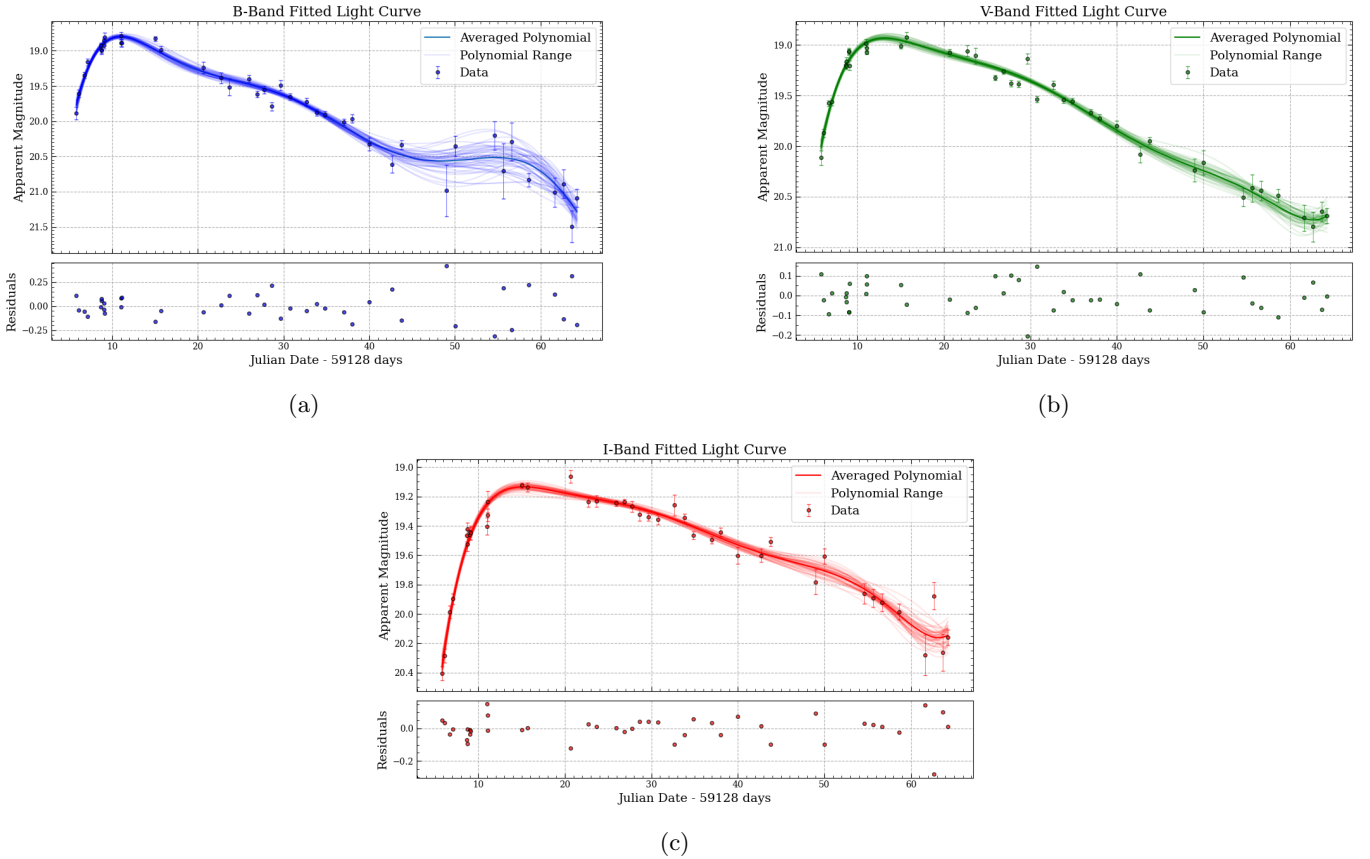 B-Band Fitted Light Curve
Apparent Magnitude
19.0
19.5
20.0
20.5
21.0
21.5
Averaged Polynomial
Polynomial Range
Data
Residuals
0.25
0.00
−0.25
10 20 30 40 50 60
Julian Date - 59128 days
(a)
V-Band Fitted Light Curve
Apparent Magnitude
19.0
19.5
20.0
20.5
21.0
Averaged Polynomial
Polynomial Range
Data
Residuals
0.1
0.0
−0.1
−0.2
10 20 30 40 50 60
Julian Date - 59128 days
(b)
I-Band Fitted Light Curve
Apparent Magnitude
19.0
19.2
19.4
19.6
19.8
20.0
20.2
20.4
Averaged Polynomial
Polynomial Range
Data
Residuals
0.0
−0.2
10 20 30 40 50 60
Julian Date - 59128 days
(c)